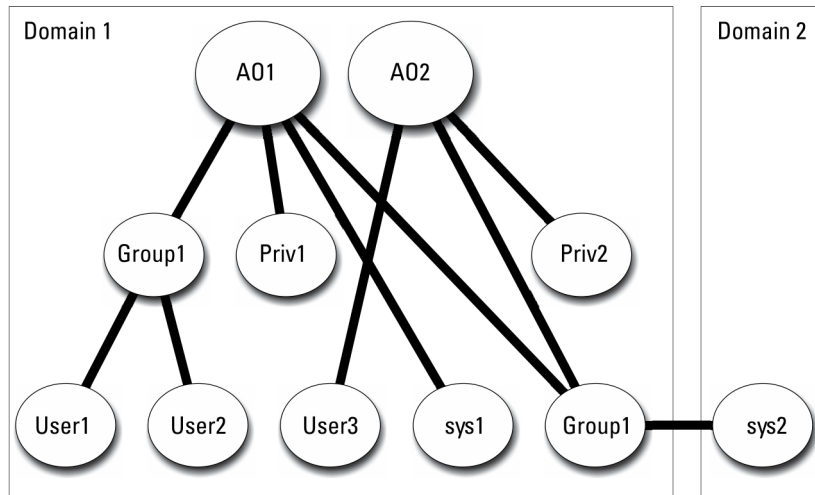 Domain 1
Domain 2
AO1
AO2
Group1
Priv1
Priv2
User1
User2
User3
sys1
Group1
sys2